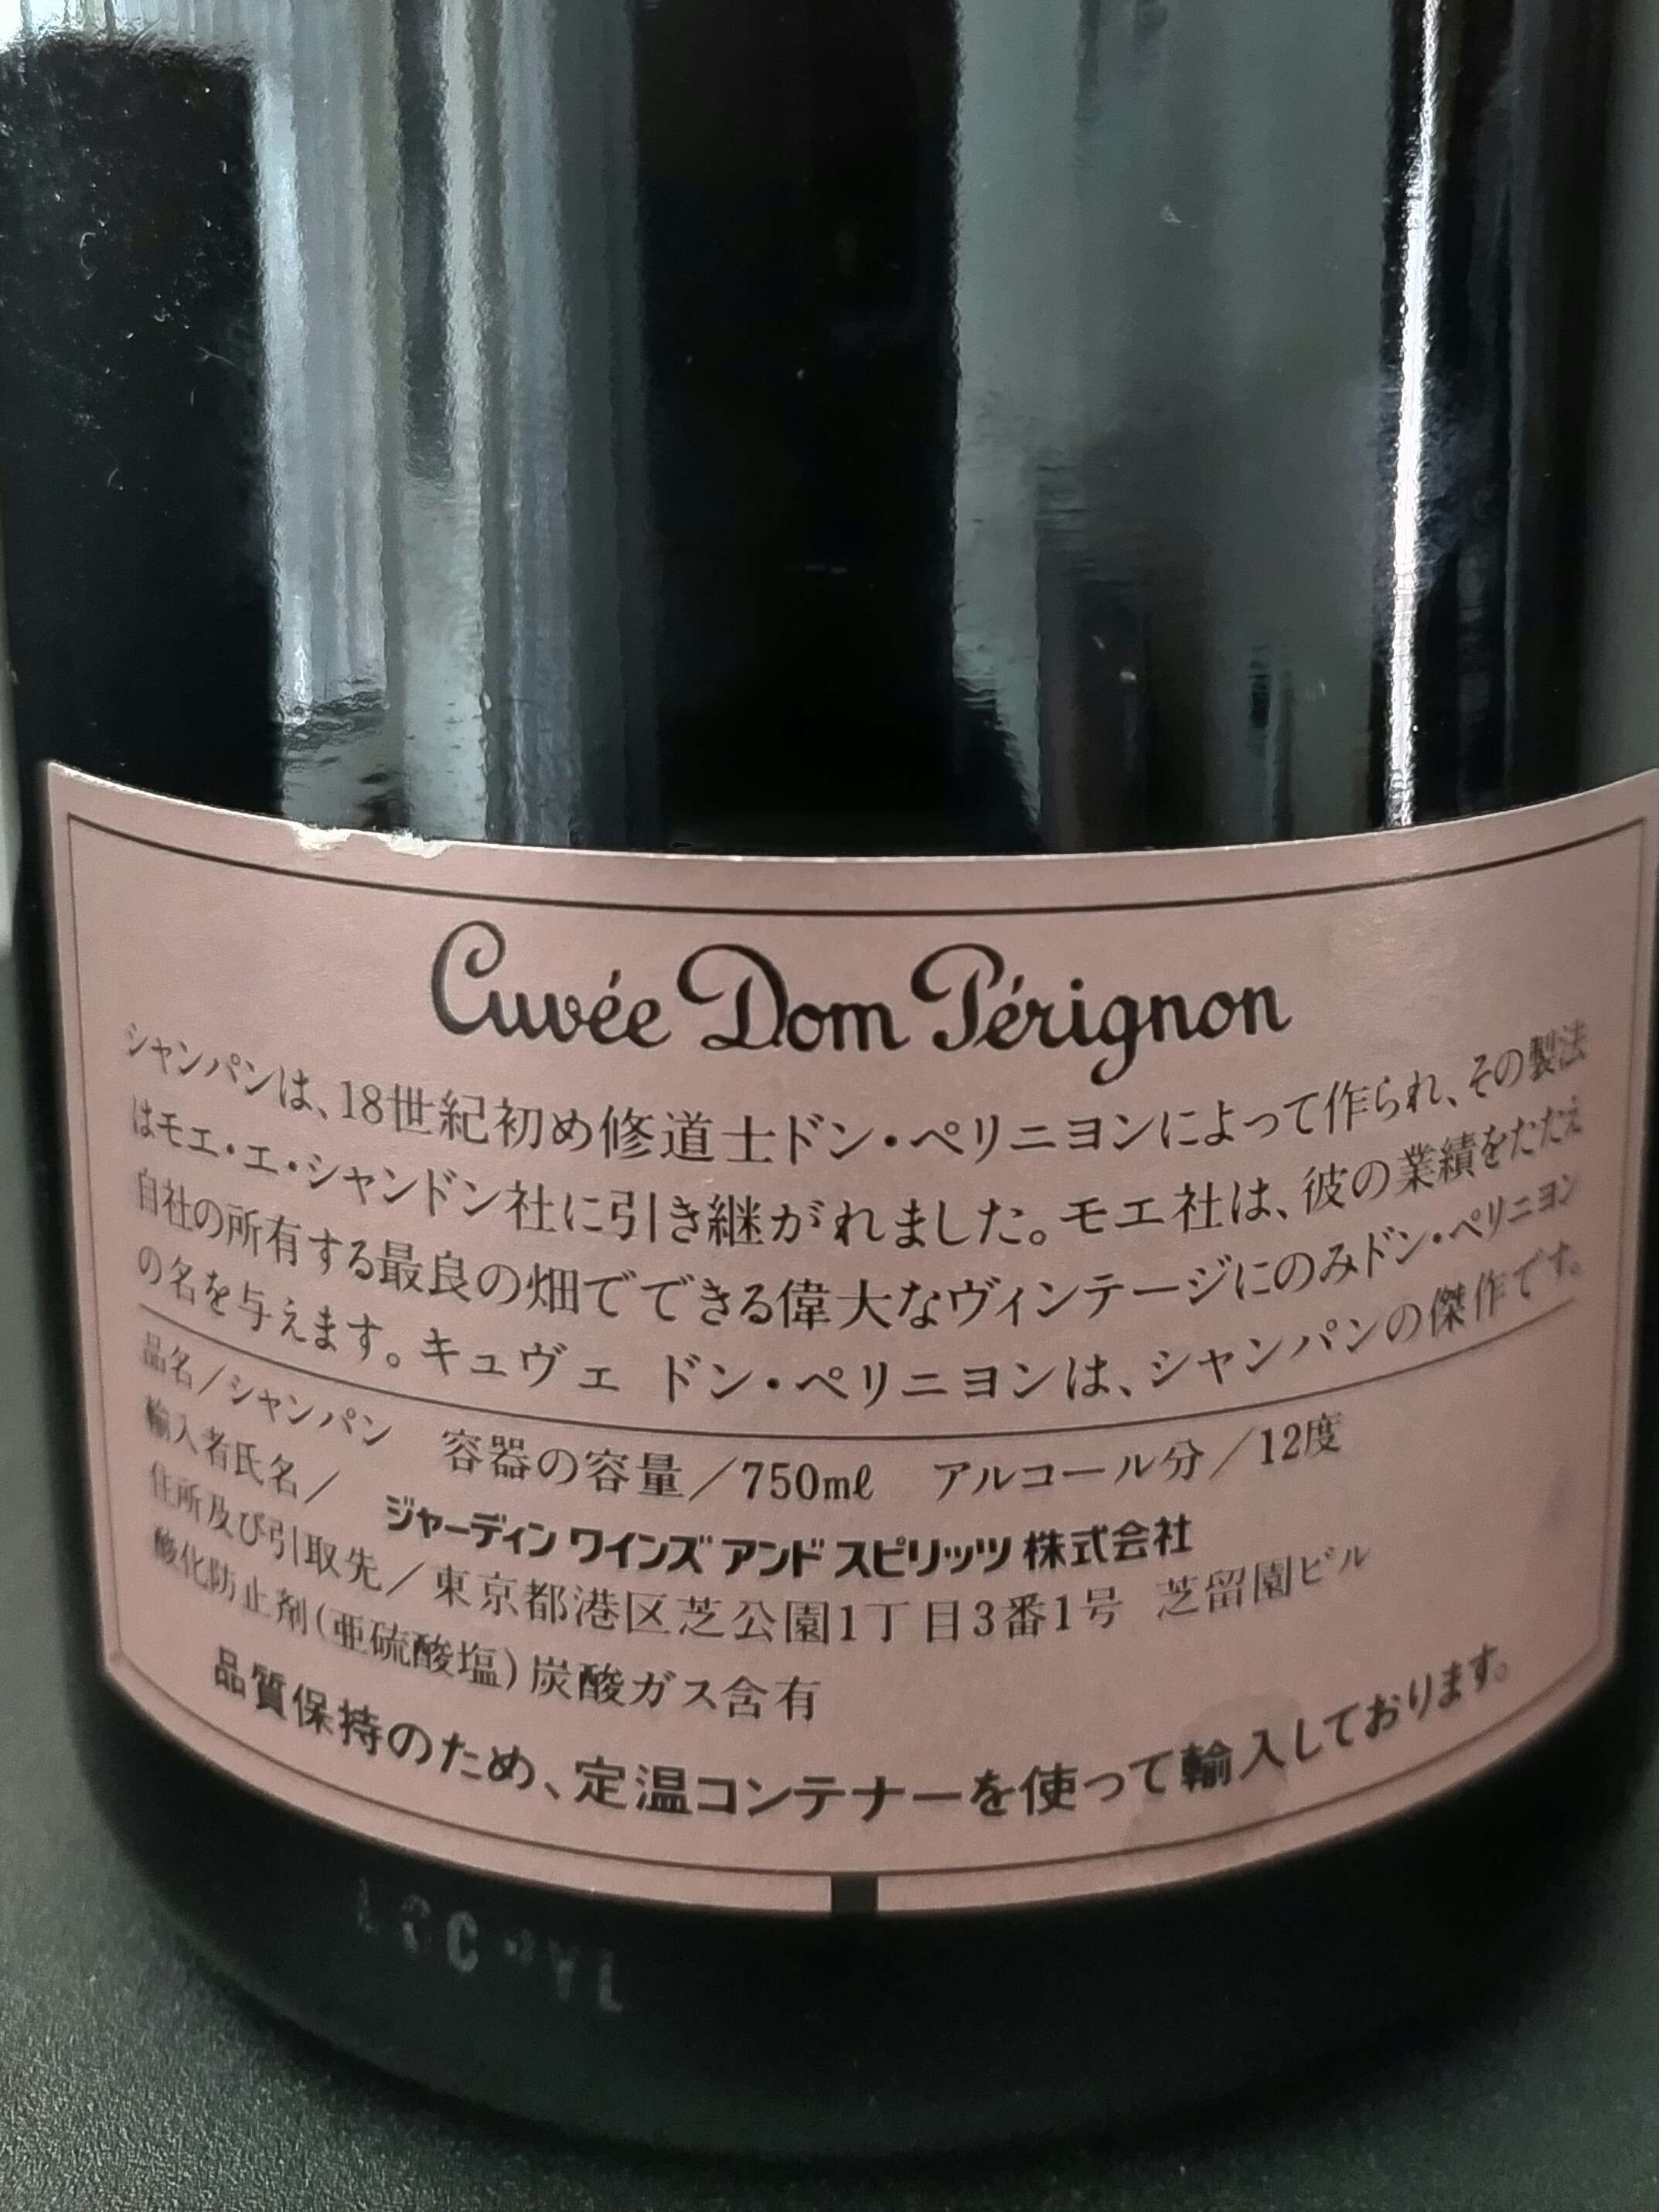 Cuvée Dom Pérignon
シャンパンは、18世紀初め修道士ドン・ペリニヨンによって作られ、その製法
はモエ・エ・シャンドン社に引き継がれました。モエ社は、彼の業績をたたえ
自社の所有する最良の畑でできる偉大なヴィンテージにのみドン・ペリニヨン
の名を与えます。キュヴェ ドン・ペリニヨンは、シャンパンの傑作です。
品名／シャンパン 容器の容量／750mℓ アルコール分／12度
輸入者氏名／ ジャーディン ワインズ アンド スピリッツ 株式会社
住所及び引取先／東京都港区芝公園1丁目3番1号 芝留園ビル
酸化防止剤(亜硫酸塩)炭酸ガス含有
品質保持のため、定温コンテナーを使って輸入しております。